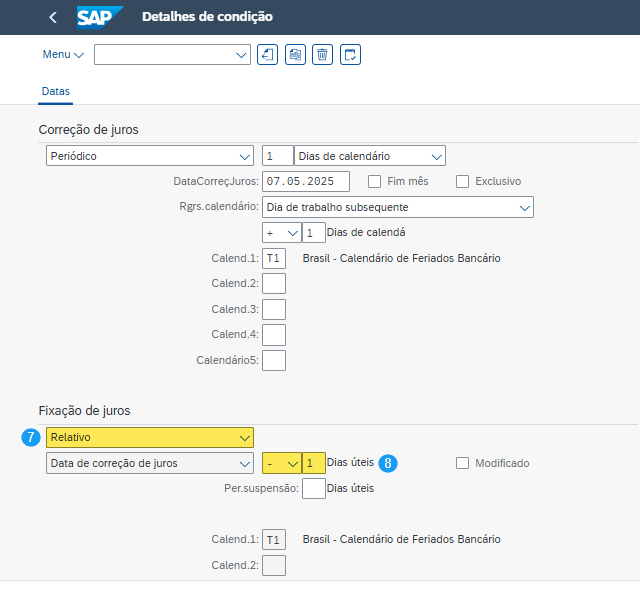 SAP Detalhes de condição
Menu
Datas
Correção de juros
Periódico 1 Dias de calendário
DataCorreçJuros: 07.05.2025 Fim mês Exclusivo
Rgrs.calendário: Dia de trabalho subsequente
+ 1 Dias de calendá
Calend.1: T1 Brasil - Calendário de Feriados Bancário
Calend.2:
Calend.3:
Calend.4:
Calendário5:
Fixação de juros
7 Relativo
Data de correção de juros - 1 Dias úteis 8 Modificado
Per.suspensão: Dias úteis
Calend.1: T1 Brasil - Calendário de Feriados Bancário
Calend.2: